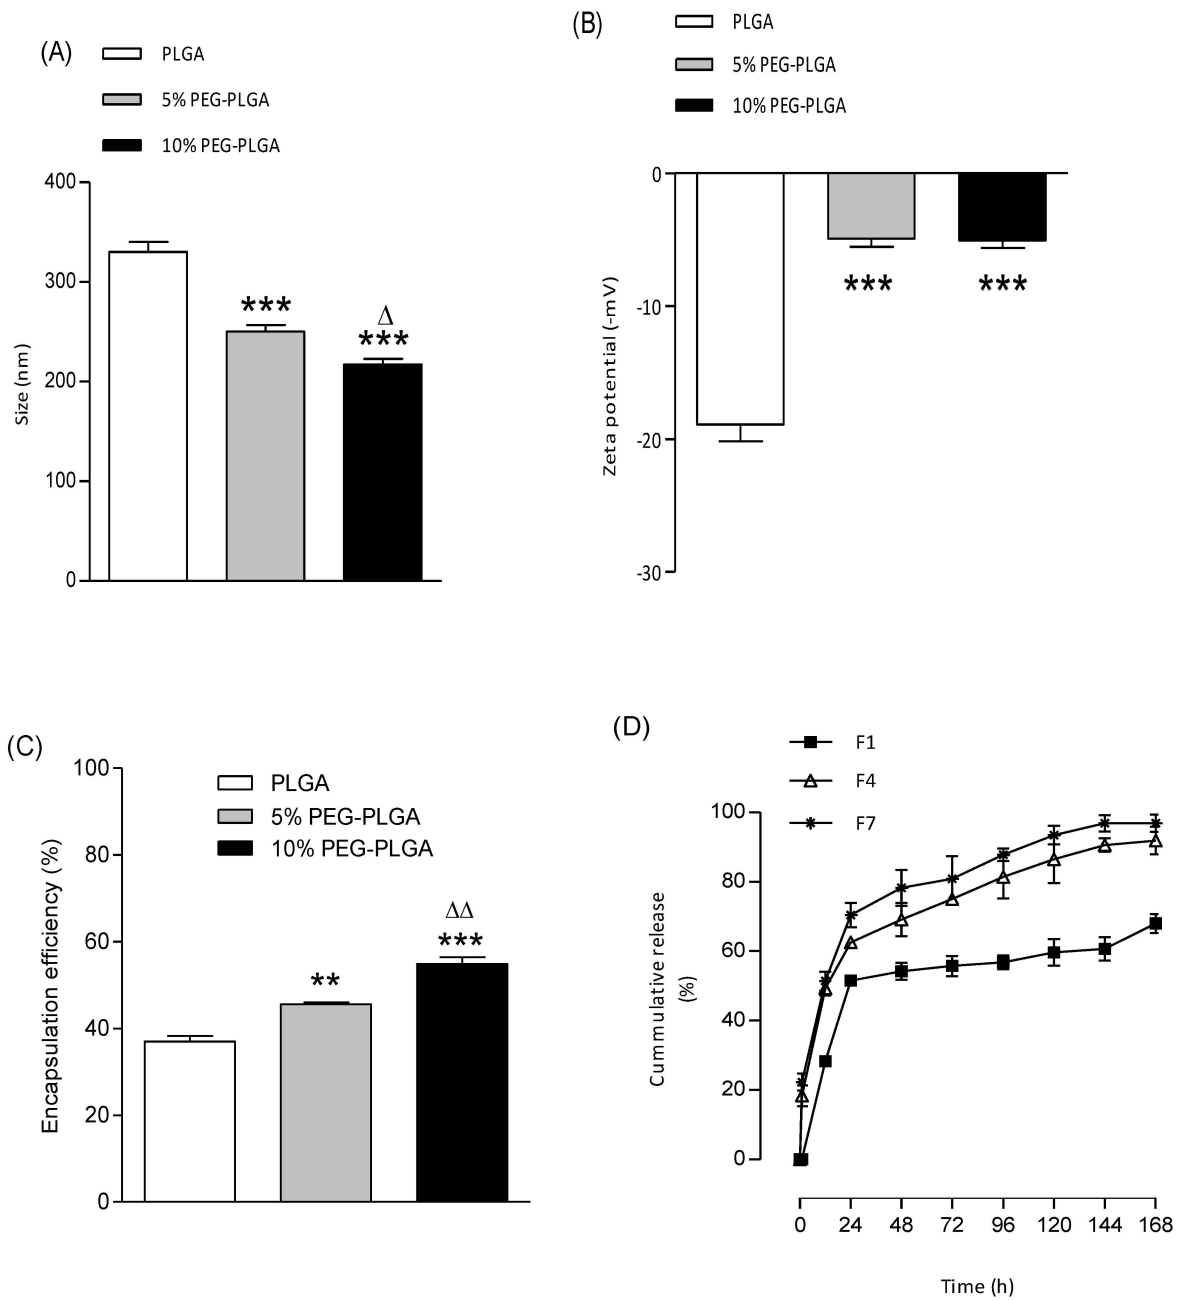 (A)
PLGA
5% PEG-PLGA
10% PEG-PLGA
400
300
200
100
0
Size (nm)
***
Δ
***
(B)
PLGA
5% PEG-PLGA
10% PEG-PLGA
0
-10
-20
-30
Zeta potential (-mV)
***
***
(C)
PLGA
5% PEG-PLGA
10% PEG-PLGA
100
80
60
40
20
0
Encapsulation efficiency (%)
**
ΔΔ
***
(D)
F1
F4
F7
100
80
60
40
20
0
Cummulative release
(%)
0 24 48 72 96 120 144 168
Time (h)